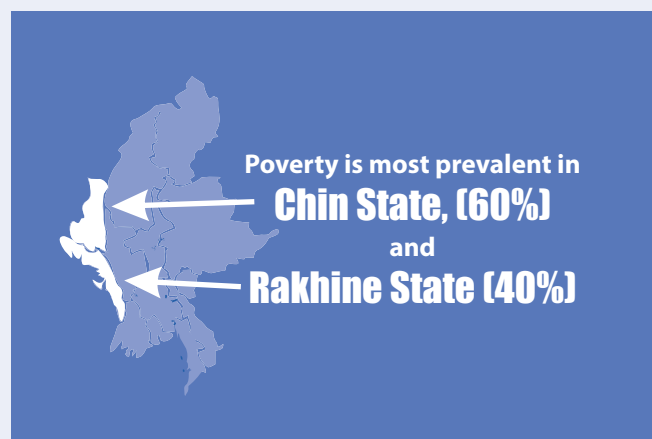 Poverty is most prevalent in
Chin State, (60%)
and
Rakhine State (40%)